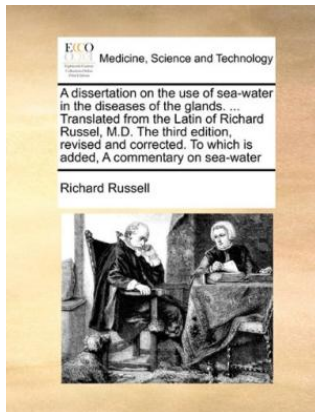 ECCO
Medicine, Science and Technology
A dissertation on the use of sea-water
in the diseases of the glands. ...
Translated from the Latin of Richard
Russel, M.D. The third edition,
revised and corrected. To which is
added, A commentary on sea-water
Richard Russell